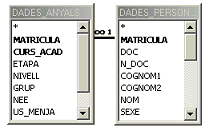 DADES_ANYALS
*
MATRICULA
CURS_ACAD
ETAPA
NIVELL
GRUP
NEE
US_MENJA
∞ 1
DADES_PERSON
*
MATRICULA
DOC
N_DOC
COGNOM1
COGNOM2
NOM
SEXE